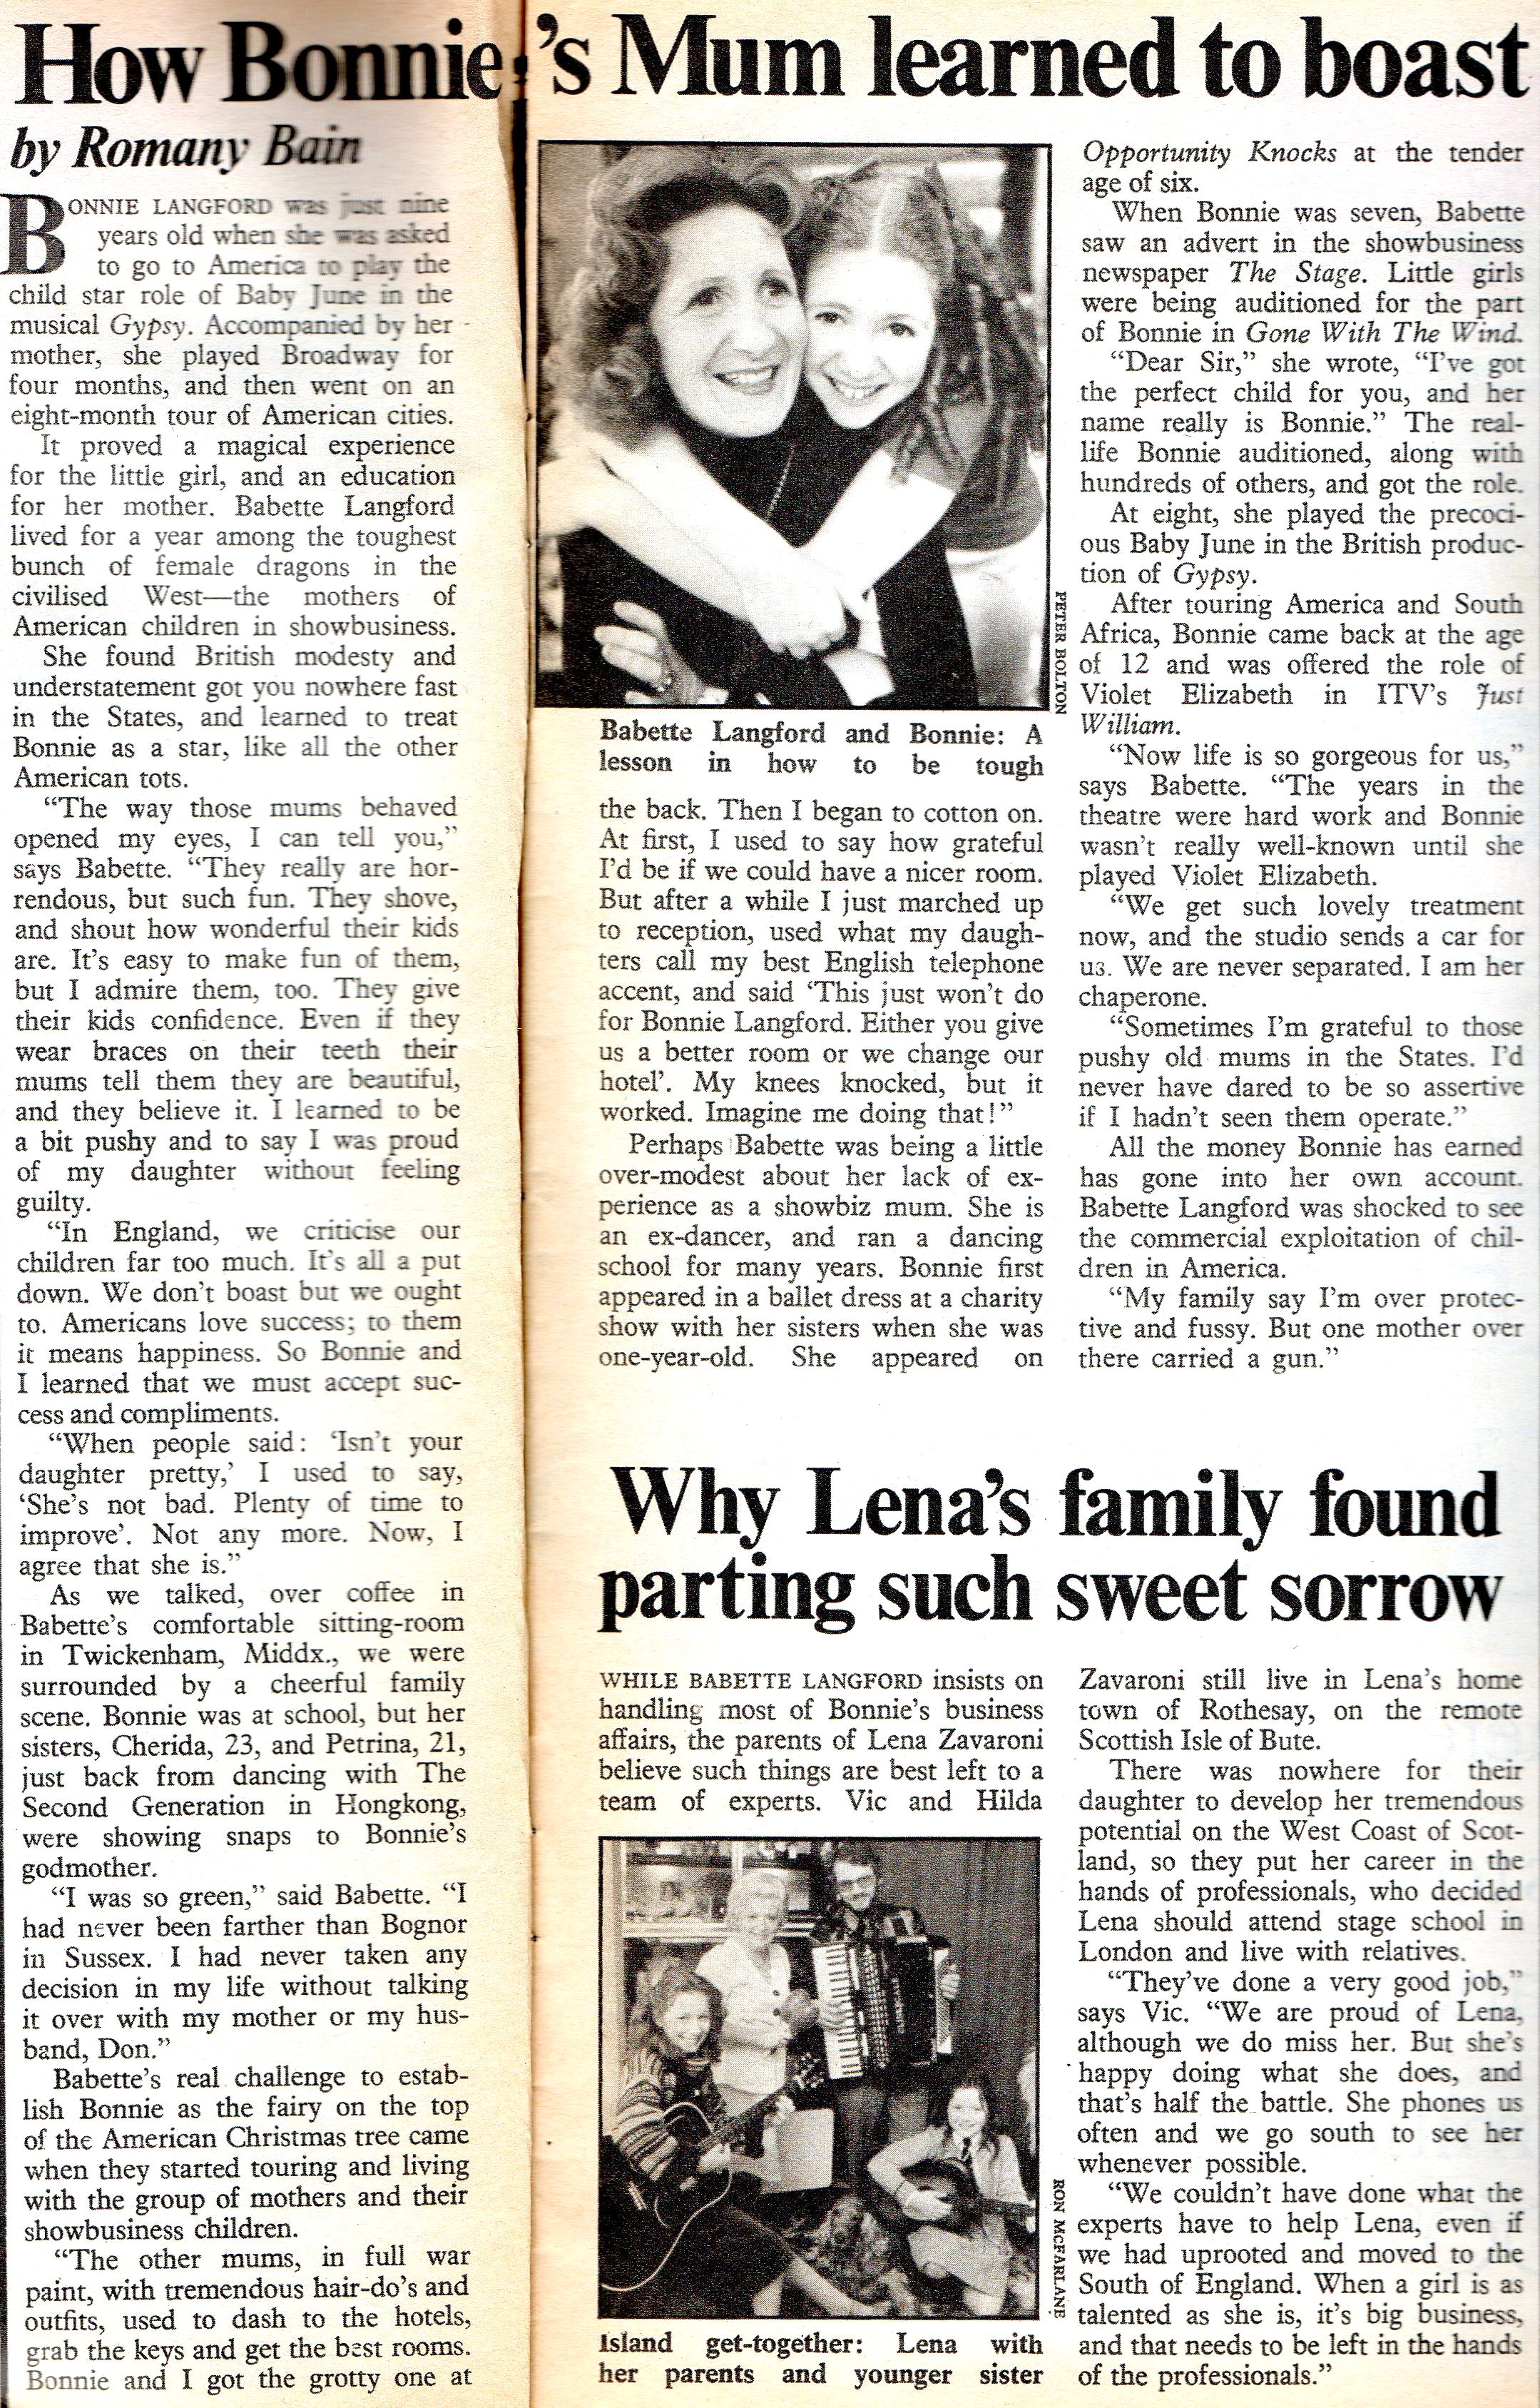 How Bonnie's Mum learned to boast
by Romany Bain
BONNIE LANGFORD was just nine
years old when she was asked
to go to America to play the
child star role of Baby June in the
musical Gypsy. Accompanied by her
mother, she played Broadway for
four months, and then went on an
eight-month tour of American cities.
It proved a magical experience
for the little girl, and an education
for her mother. Babette Langford
lived for a year among the toughest
bunch of female dragons in the
civilised West—the mothers of
American children in showbusiness.
She found British modesty and
understatement got you nowhere fast
in the States, and learned to treat
Bonnie as a star, like all the other
American tots.
“The way those mums behaved
opened my eyes, I can tell you,”
says Babette. “They really are hor-
rendous, but such fun. They shove,
and shout how wonderful their kids
are. It's easy to make fun of them,
but I admire them, too. They give
their kids confidence. Even if they
wear braces on their teeth their
mums tell them they are beautiful,
and they believe it. I learned to be
a bit pushy and to say I was proud
of my daughter without feeling
guilty.
“In England, we criticise our
children far too much. It's all a put
down. We don't boast but we ought
to. Americans love success; to them
it means happiness. So Bonnie and
I learned that we must accept suc-
cess and compliments.
“When people said: ‘Isn't your
daughter pretty,’ I used to say,
‘She's not bad. Plenty of time to
improve’. Not any more. Now, I
agree that she is.”
As we talked, over coffee in
Babette's comfortable sitting-room
in Twickenham, Middx., we were
surrounded by a cheerful family
scene. Bonnie was at school, but her
sisters, Cherida, 23, and Petrina, 21,
just back from dancing with The
Second Generation in Hongkong,
were showing snaps to Bonnie's
godmother.
“I was so green,” said Babette. “I
had never been farther than Bognor
in Sussex. I had never taken any
decision in my life without talking
it over with my mother or my hus-
band, Don.”
Babette's real challenge to estab-
lish Bonnie as the fairy on the top
of the American Christmas tree came
when they started touring and living
with the group of mothers and their
showbusiness children.
“The other mums, in full war
paint, with tremendous hair-do's and
outfits, used to dash to the hotels,
grab the keys and get the best rooms.
Bonnie and I got the grotty one at
PETER BOLTON
Babette Langford and Bonnie: A
lesson in how to be tough
the back. Then I began to cotton on.
At first, I used to say how grateful
I'd be if we could have a nicer room.
But after a while I just marched up
to reception, used what my daugh-
ters call my best English telephone
accent, and said ‘This just won't do
for Bonnie Langford. Either you give
us a better room or we change our
hotel’. My knees knocked, but it
worked. Imagine me doing that!”
Perhaps Babette was being a little
over-modest about her lack of ex-
perience as a showbiz mum. She is
an ex-dancer, and ran a dancing
school for many years. Bonnie first
appeared in a ballet dress at a charity
show with her sisters when she was
one-year-old. She appeared on
Opportunity Knocks at the tender
age of six.
When Bonnie was seven, Babette
saw an advert in the showbusiness
newspaper The Stage. Little girls
were being auditioned for the part
of Bonnie in Gone With The Wind.
“Dear Sir,” she wrote, “I've got
the perfect child for you, and her
name really is Bonnie.” The real-
life Bonnie auditioned, along with
hundreds of others, and got the role.
At eight, she played the precoci-
ous Baby June in the British produc-
tion of Gypsy.
After touring America and South
Africa, Bonnie came back at the age
of 12 and was offered the role of
Violet Elizabeth in ITV's Just
William.
“Now life is so gorgeous for us,”
says Babette. “The years in the
theatre were hard work and Bonnie
wasn't really well-known until she
played Violet Elizabeth.
“We get such lovely treatment
now, and the studio sends a car for
us. We are never separated. I am her
chaperone.
“Sometimes I'm grateful to those
pushy old mums in the States. I'd
never have dared to be so assertive
if I hadn't seen them operate.”
All the money Bonnie has earned
has gone into her own account.
Babette Langford was shocked to see
the commercial exploitation of chil-
dren in America.
“My family say I'm over protec-
tive and fussy. But one mother over
there carried a gun.”
Why Lena's family found
parting such sweet sorrow
WHILE BABETTE LANGFORD insists on
handling most of Bonnie's business
affairs, the parents of Lena Zavaroni
believe such things are best left to a
team of experts. Vic and Hilda
RON MCFARLANE
Island get-together: Lena with
her parents and younger sister
Zavaroni still live in Lena's home
town of Rothesay, on the remote
Scottish Isle of Bute.
There was nowhere for their
daughter to develop her tremendous
potential on the West Coast of Scot-
land, so they put her career in the
hands of professionals, who decided
Lena should attend stage school in
London and live with relatives.
“They've done a very good job,”
says Vic. “We are proud of Lena,
although we do miss her. But she's
happy doing what she does, and
that's half the battle. She phones us
often and we go south to see her
whenever possible.
“We couldn't have done what the
experts have to help Lena, even if
we had uprooted and moved to the
South of England. When a girl is as
talented as she is, it's big business,
and that needs to be left in the hands
of the professionals.”